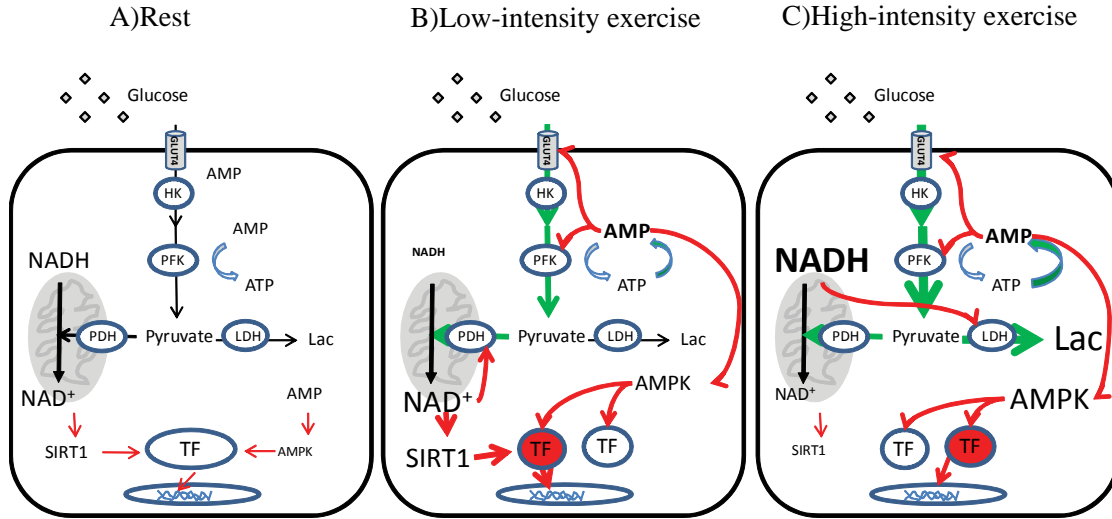 A)Rest
B)Low-intensity exercise
C)High-intensity exercise
Glucose
GLUT4
AMP
HK
AMP
PFK
NADH
ATP
PDH
Pyruvate
LDH
Lac
NAD+
AMP
SIRT1
TF
AMPK
Glucose
GLUT4
HK
AMP
NADH
PFK
ATP
PDH
Pyruvate
LDH
Lac
NAD+
AMPK
TF
TF
SIRT1
Glucose
GLUT4
HK
AMP
NADH
PFK
ATP
PDH
Pyruvate
LDH
Lac
NAD+
AMPK
SIRT1
TF
TF